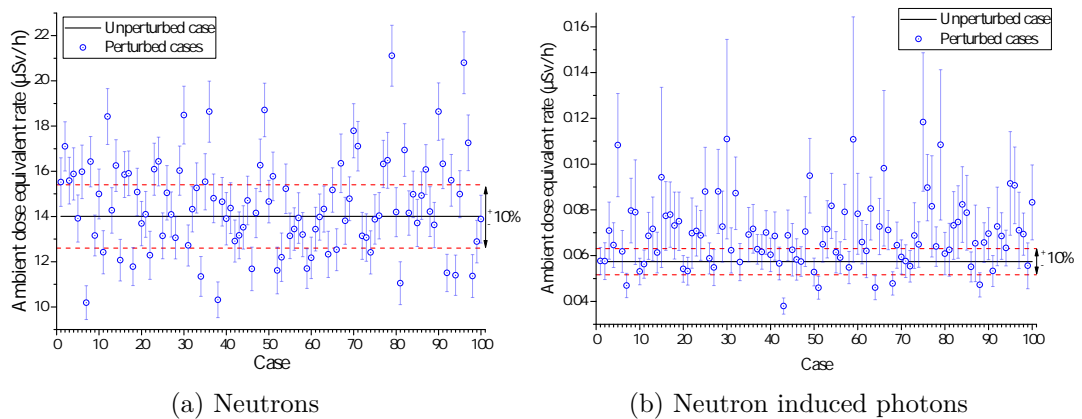 Unperturbed case
Perturbed cases
Ambient dose equivalent rate (µSv/h)
22
20
18
16
14
12
10
+
10%
-
0 10 20 30 40 50 60 70 80 90 100
Case
(a) Neutrons
Unperturbed case
Perturbed cases
Ambient dose equivalent rate (µSv/h)
0.16
0.14
0.12
0.10
0.08
0.06
0.04
+
10%
-
0 10 20 30 40 50 60 70 80 90 100
Case
(b) Neutron induced photons